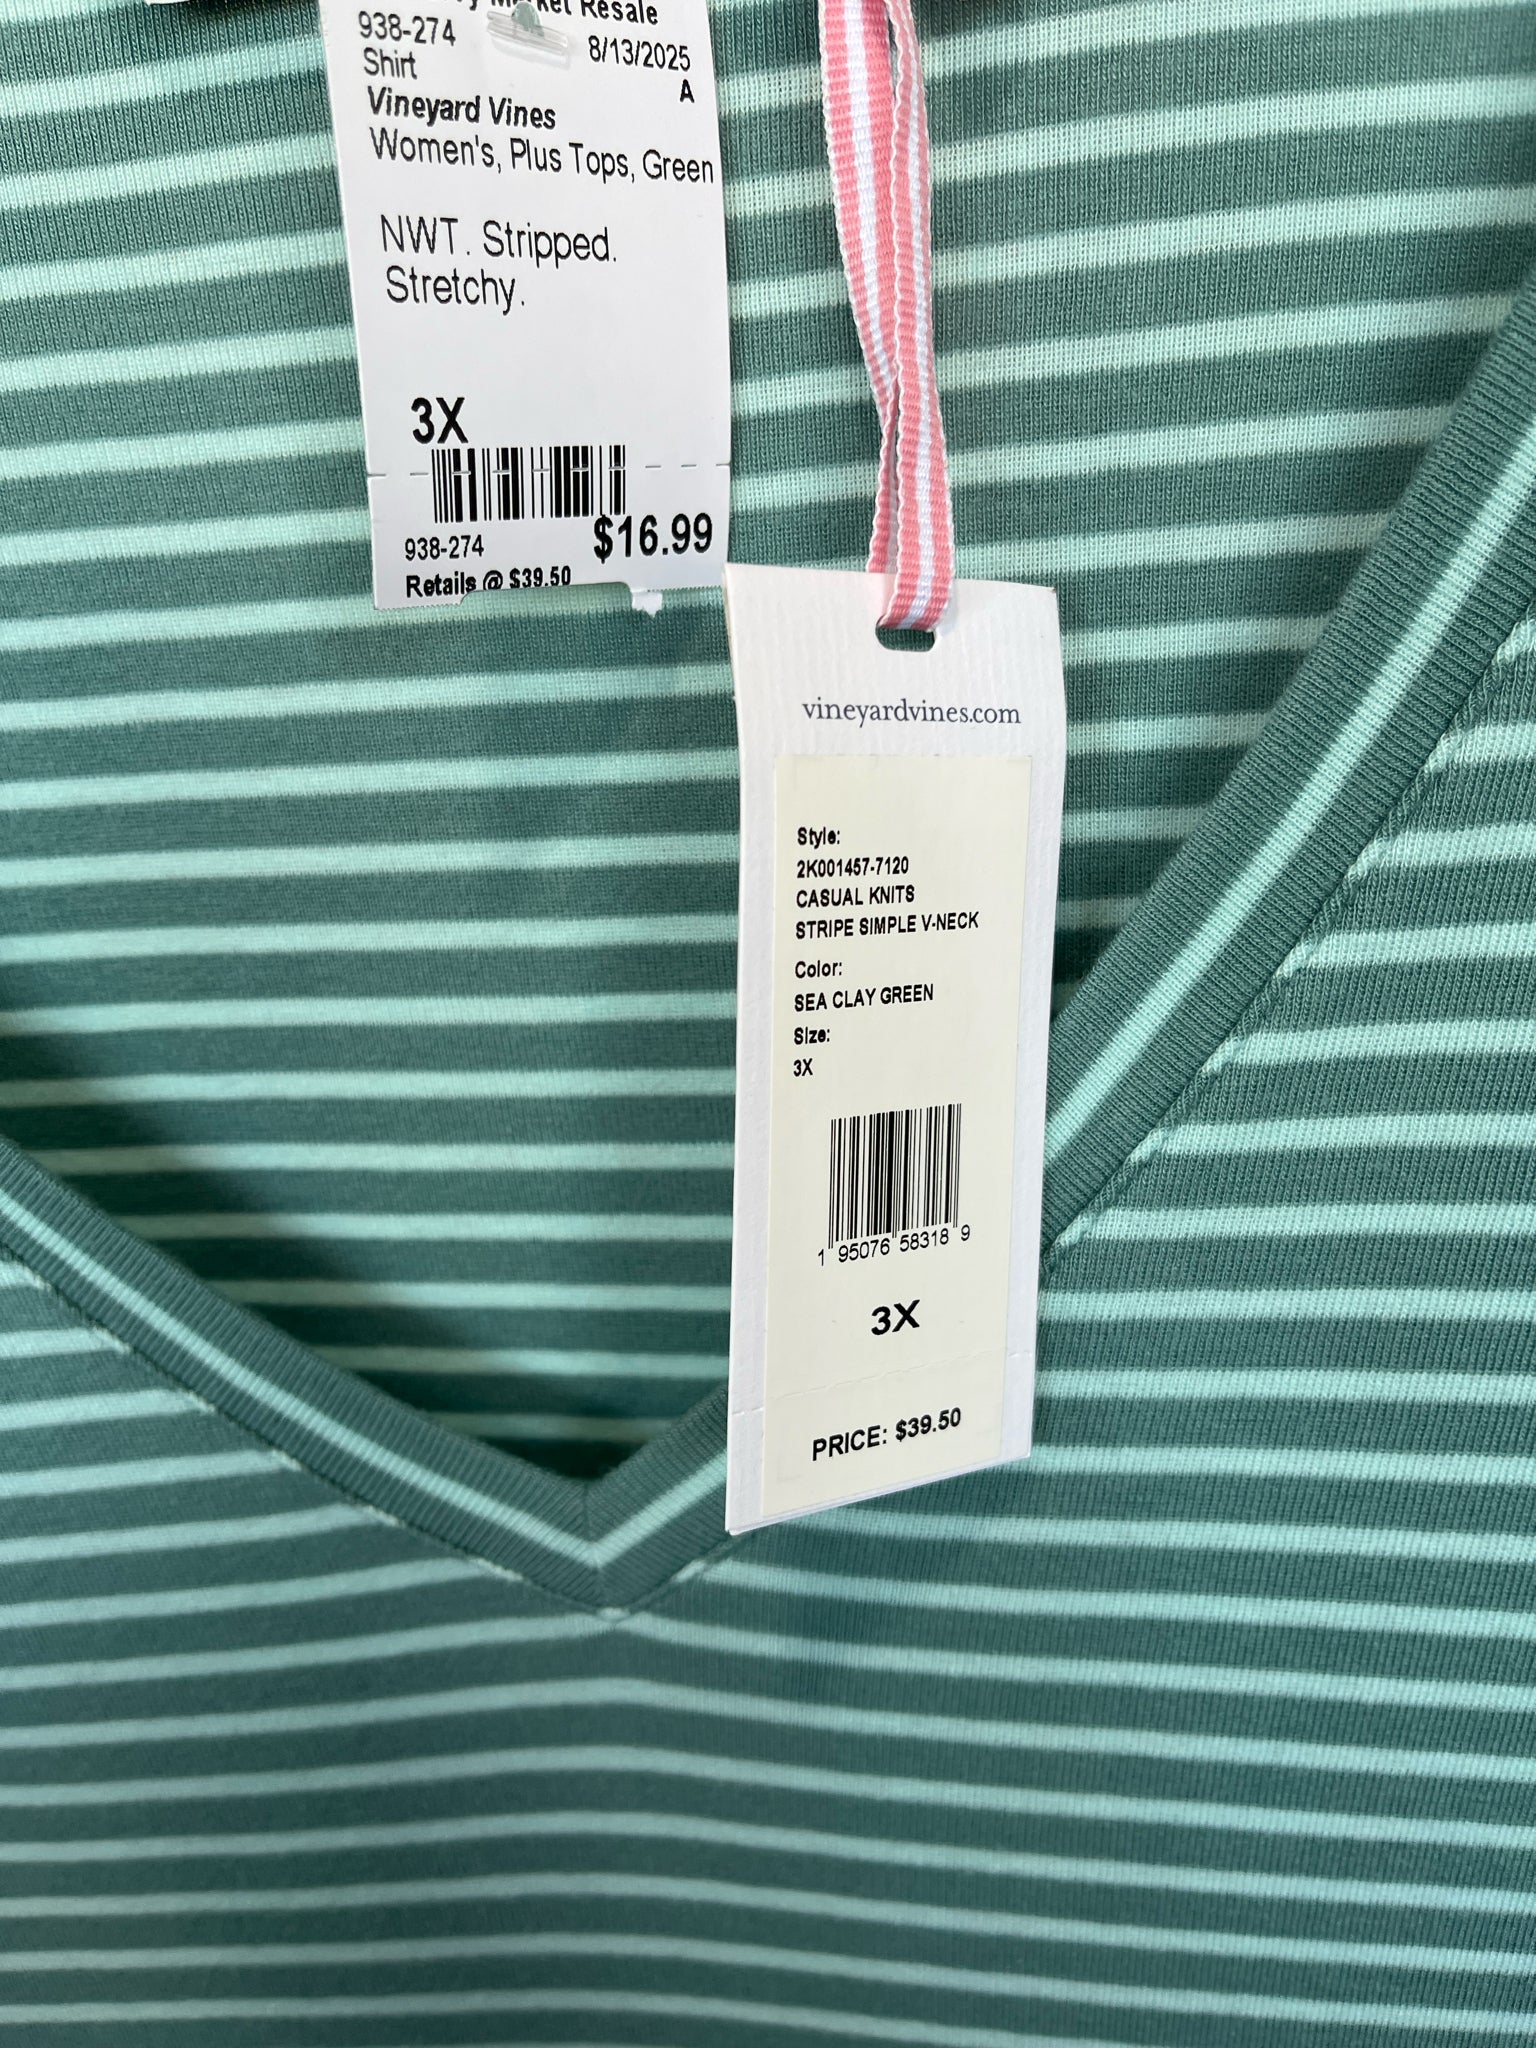 Market Resale
938-274
8/13/2025
Shirt
A
Vineyard Vines
Women's, Plus Tops, Green
NWT. Stripped.
Stretchy.
3X
938-274
$16.99
Retails @ $39.50
vineyardvines.com
Style:
2K001457-7120
CASUAL KNITS
STRIPE SIMPLE V-NECK
Color:
SEA CLAY GREEN
Size:
3X
1 95076 58318 9
3X
PRICE: $39.50